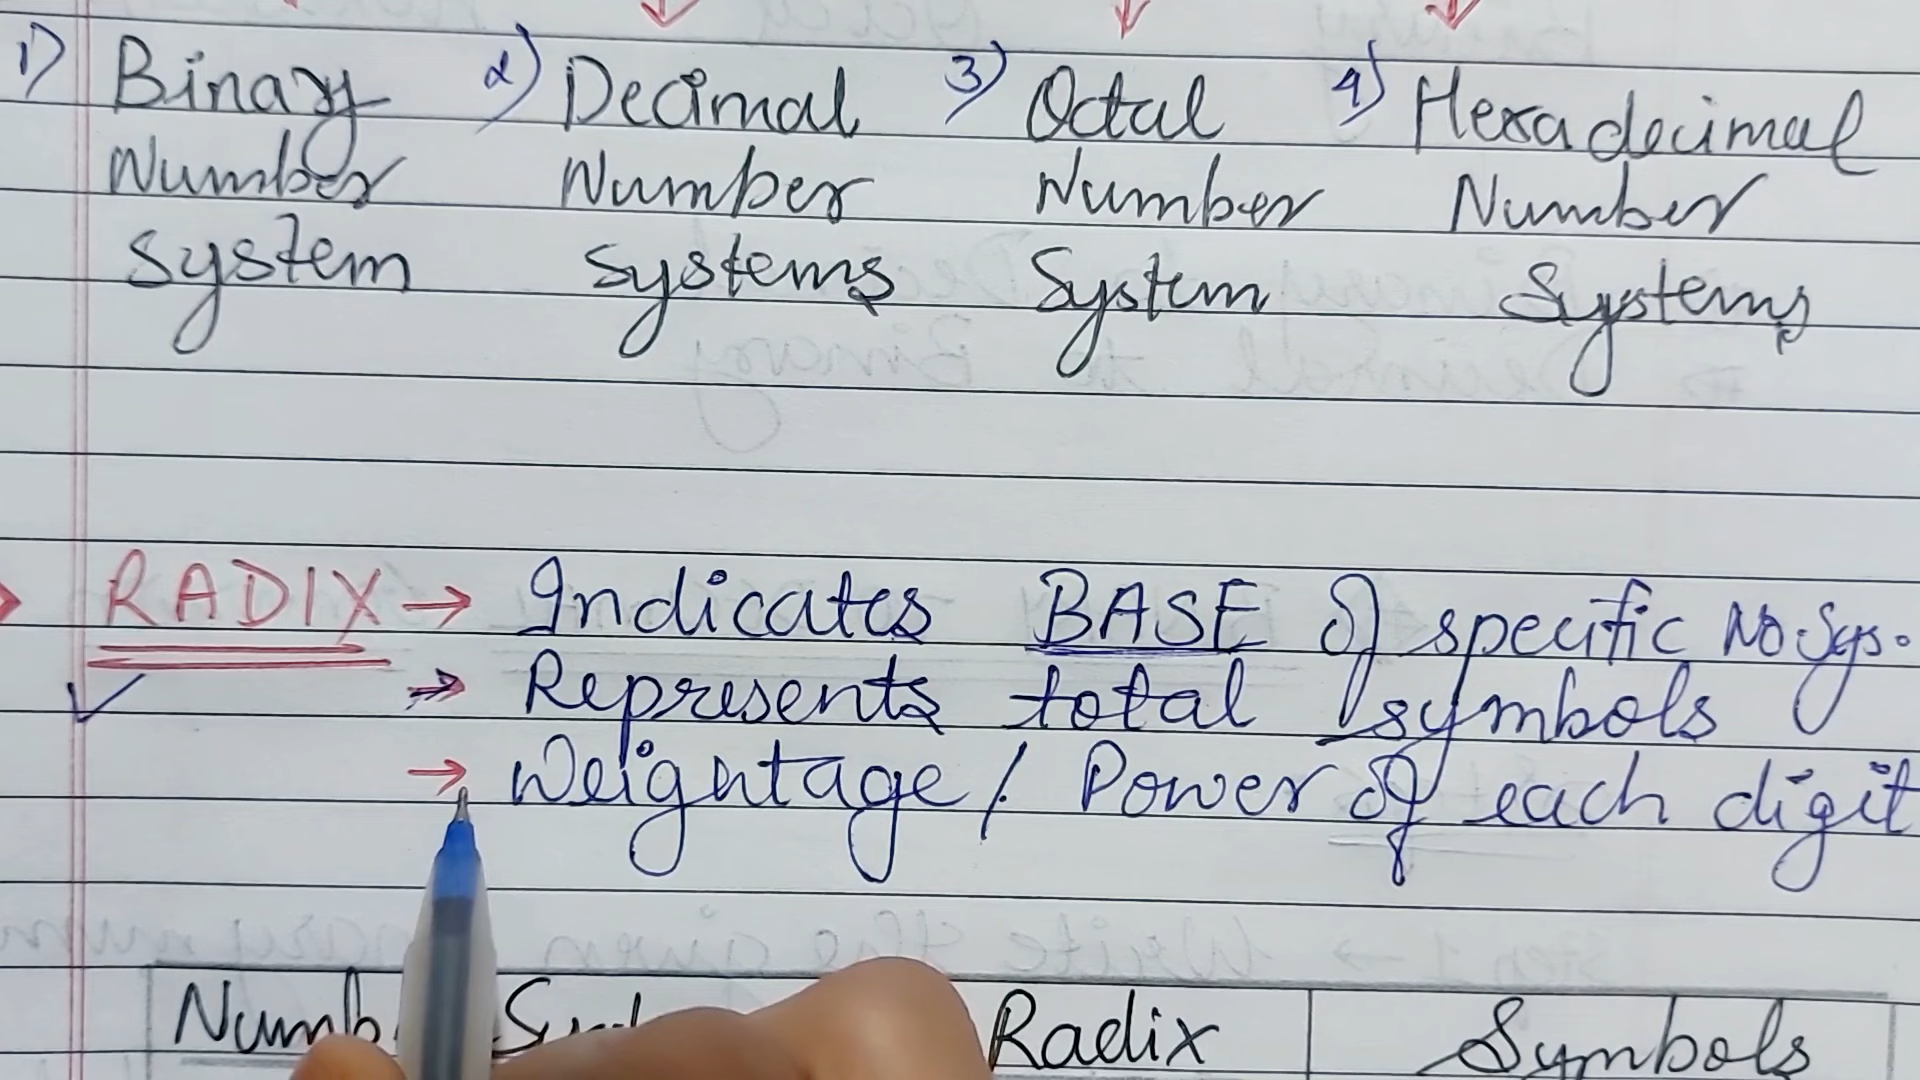 1) Binary 2) Decimal 3) Octal 4) Hexadecimal
Number Number Number Number
System Systems System Systems
RADIX → Indicates BASE of specific No. Sys.
→ Represents total symbols
→ Weightage / Power of each digit
Radix Symbols